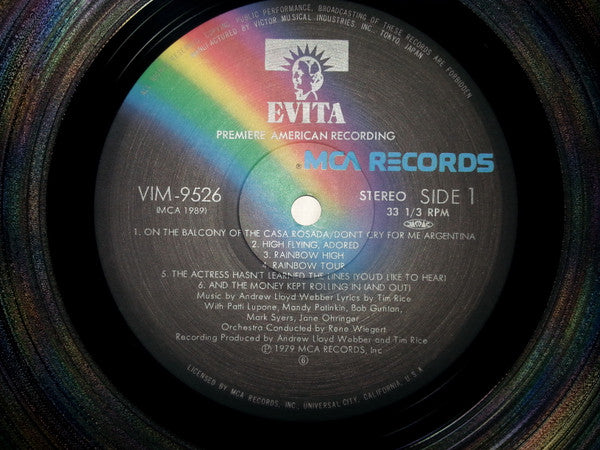 COPYING, PUBLIC PERFORMANCE, BROADCASTING OF THESE RECORDS ARE FORBIDDEN
MANUFACTURED BY VICTOR MUSICAL INDUSTRIES, INC. TOKYO, JAPAN
EVITA
PREMIERE AMERICAN RECORDING
MCA RECORDS
VIM-9526
(MCA 1989)
STEREO SIDE 1
33 1/3 RPM
1. ON THE BALCONY OF THE CASA ROSADA/DON'T CRY FOR ME ARGENTINA
2. HIGH FLYING, ADORED
3. RAINBOW HIGH
4. RAINBOW TOUR
5. THE ACTRESS HASN'T LEARNED THE LINES (YOU'D LIKE TO HEAR)
6. AND THE MONEY KEPT ROLLING IN (AND OUT)
Music by Andrew Lloyd Webber Lyrics by Tim Rice
With Patti Lupone, Mandy Patinkin, Bob Gunton,
Mark Syers, Jane Ohringer
Orchestra Conducted by Rene Wiegert
Recording Produced by Andrew Lloyd Webber and Tim Rice
Ⓟ 1979 MCA RECORDS, Inc
⑥
LICENSED BY MCA RECORDS, INC., UNIVERSAL CITY, CALIFORNIA, U.S.A